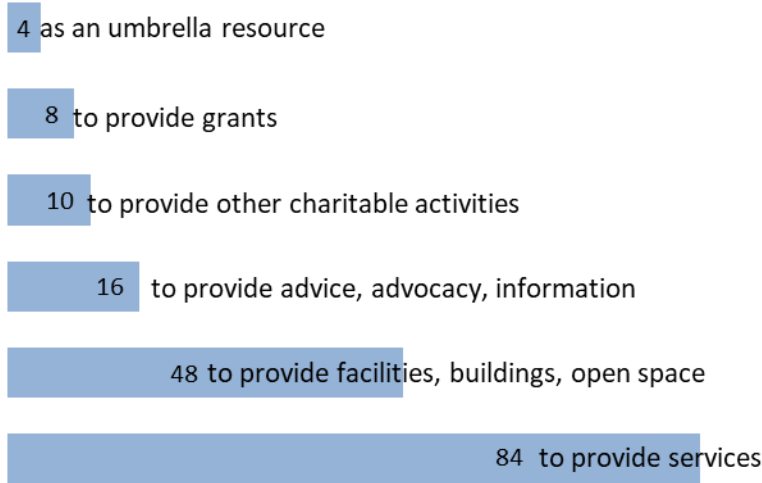 4 as an umbrella resource
8 to provide grants
10 to provide other charitable activities
16 to provide advice, advocacy, information
48 to provide facilities, buildings, open space
84 to provide services